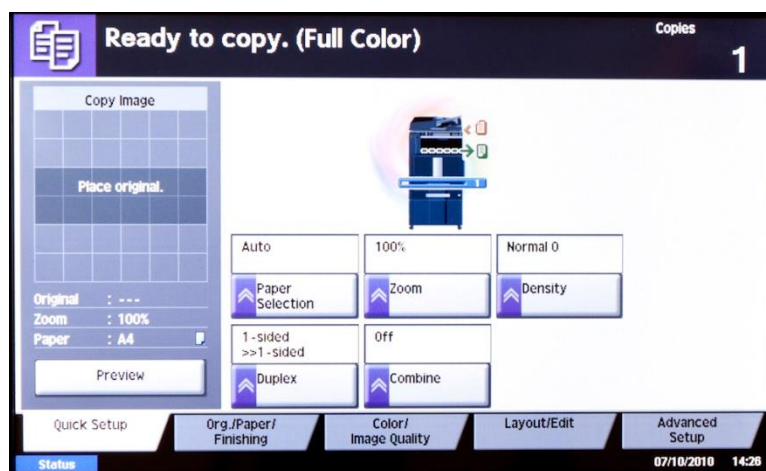 Ready to copy. (Full Color)
Copies
1
Copy Image
Place original.
Original : ---
Zoom : 100%
Paper : A4
Preview
1
Auto
Paper
Selection
100%
Zoom
Normal 0
Density
1-sided
>>1-sided
Duplex
Off
Combine
Quick Setup
Org./Paper/
Finishing
Color/
Image Quality
Layout/Edit
Advanced
Setup
Status
07/10/2010 14:26